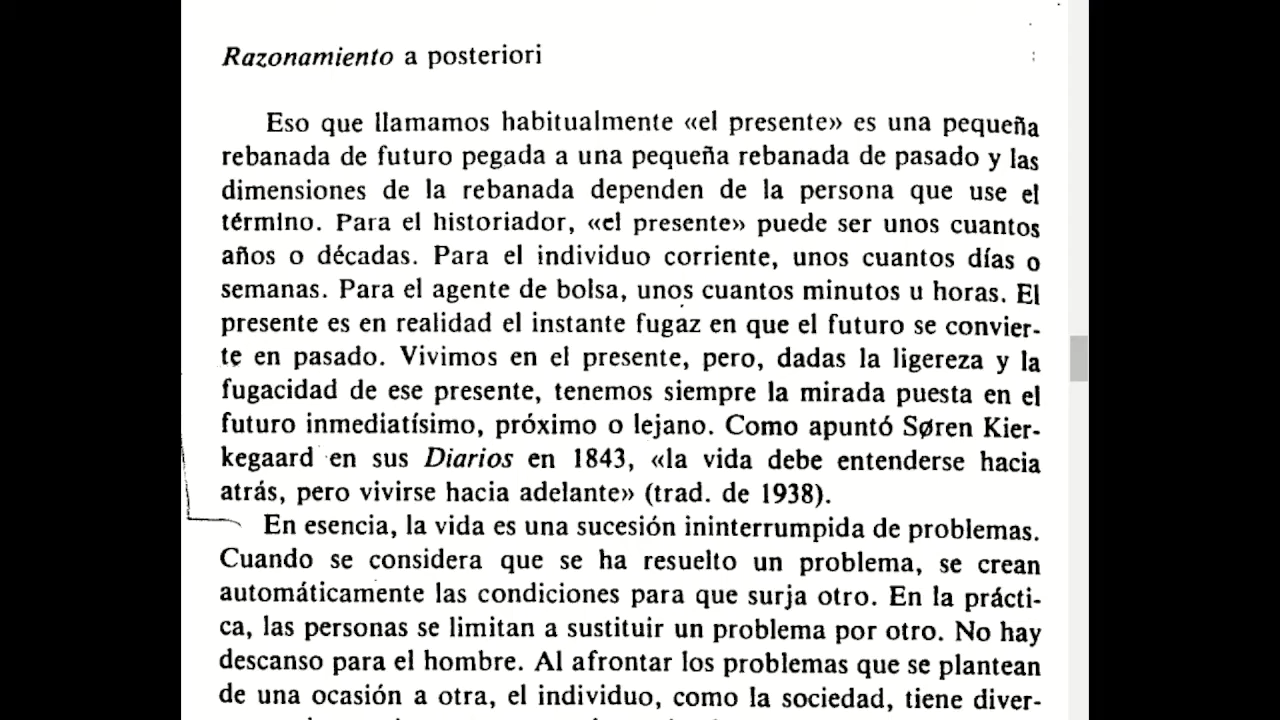 Razonamiento a posteriori
Eso que llamamos habitualmente «el presente» es una pequeña
rebanada de futuro pegada a una pequeña rebanada de pasado y las
dimensiones de la rebanada dependen de la persona que use el
término. Para el historiador, «el presente» puede ser unos cuantos
años o décadas. Para el individuo corriente, unos cuantos días o
semanas. Para el agente de bolsa, unos cuantos minutos u horas. El
presente es en realidad el instante fugaz en que el futuro se convier-
te en pasado. Vivimos en el presente, pero, dadas la ligereza y la
fugacidad de ese presente, tenemos siempre la mirada puesta en el
futuro inmediatísimo, próximo o lejano. Como apuntó Søren Kier-
kegaard en sus Diarios en 1843, «la vida debe entenderse hacia
atrás, pero vivirse hacia adelante» (trad. de 1938).
En esencia, la vida es una sucesión ininterrumpida de problemas.
Cuando se considera que se ha resuelto un problema, se crean
automáticamente las condiciones para que surja otro. En la prácti-
ca, las personas se limitan a sustituir un problema por otro. No hay
descanso para el hombre. Al afrontar los problemas que se plantean
de una ocasión a otra, el individuo, como la sociedad, tiene diver-